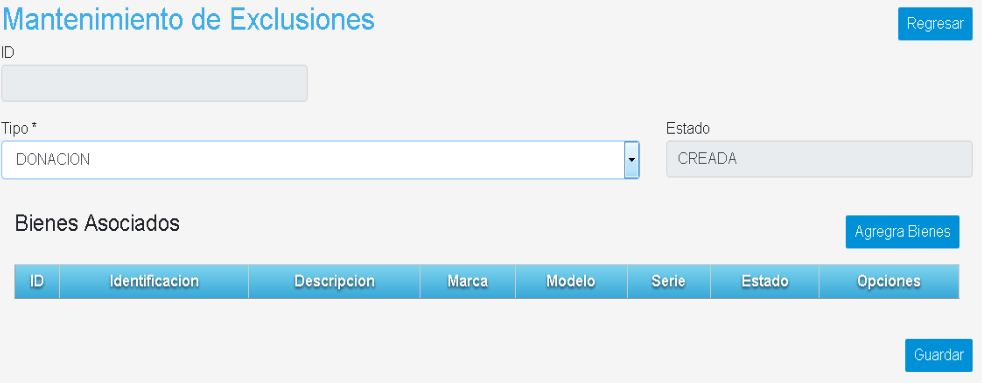 Mantenimiento de Exclusiones
Regresar
ID
Tipo *
Estado
DONACION
CREADA
Bienes Asociados
Agregra Bienes
ID Identificacion Descripcion Marca Modelo Serie Estado Opciones
Guardar